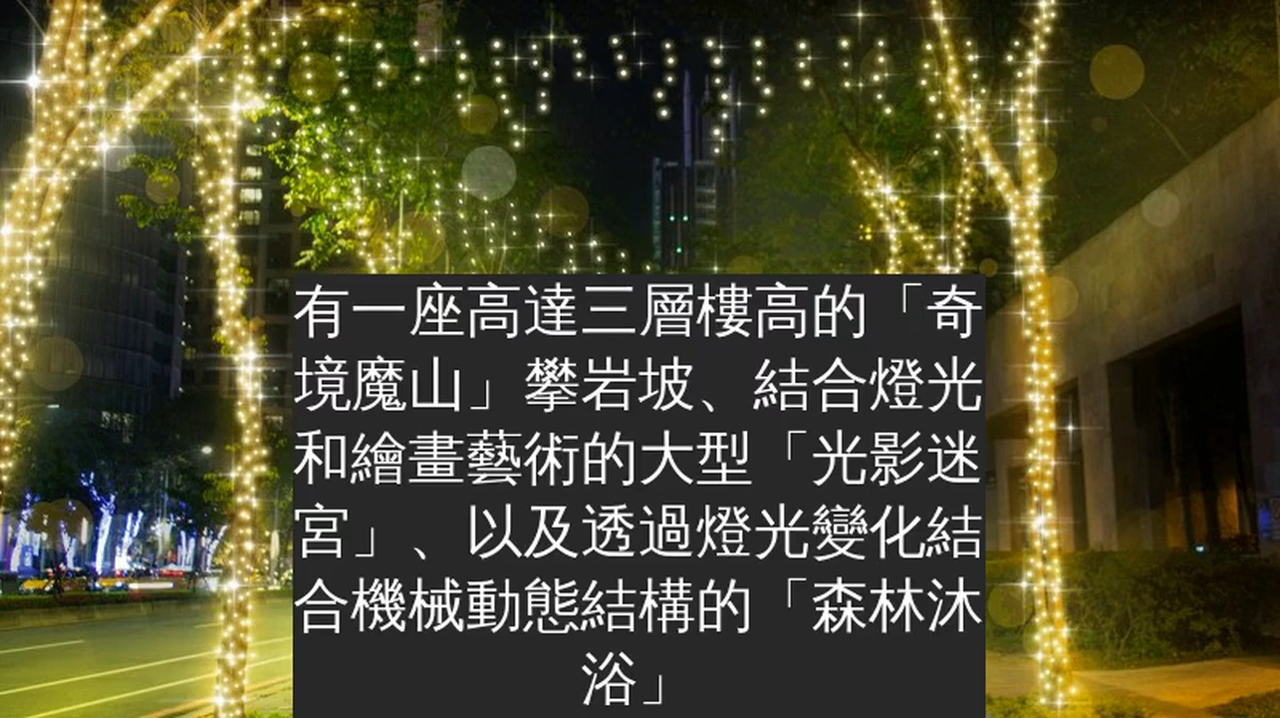 有一座高達三層樓高的「奇
境魔山」攀岩坡、結合燈光
和繪畫藝術的大型「光影迷
宮」、以及透過燈光變化結
合機械動態結構的「森林沐
浴」